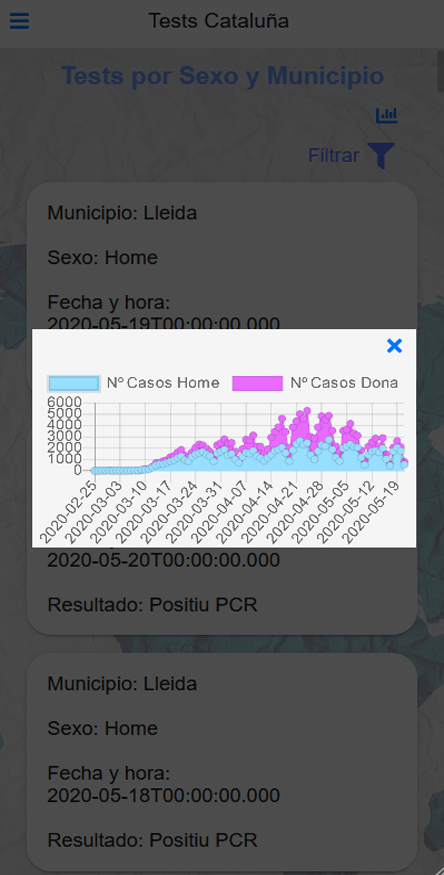 Tests Cataluña
Tests por Sexo y Municipio
Filtrar
Municipio: Lleida
Sexo: Home
Fecha y hora:
2020-05-19T00:00:00.000
Nº Casos Home
Nº Casos Dona
6000
5000
4000
3000
2000
1000
0
2020-02-25
2020-03-03
2020-03-10
2020-03-17
2020-03-24
2020-03-31
2020-04-07
2020-04-14
2020-04-21
2020-04-28
2020-05-05
2020-05-12
2020-05-19
2020-05-20T00:00:00.000
Resultado: Positiu PCR
Municipio: Lleida
Sexo: Home
Fecha y hora:
2020-05-18T00:00:00.000
Resultado: Positiu PCR